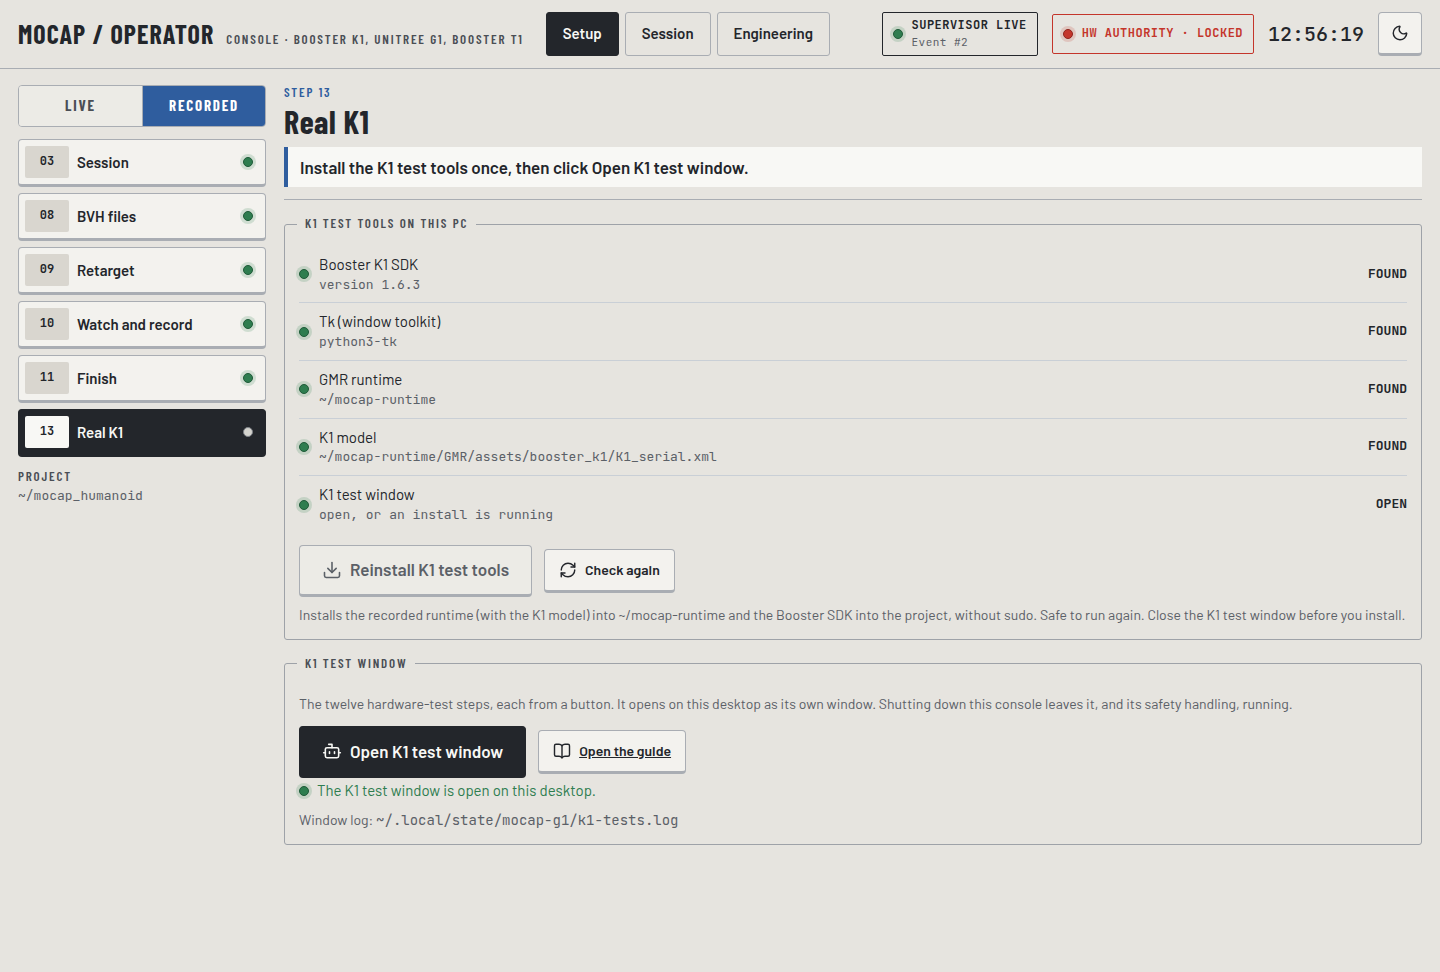 MOCAP / OPERATOR
CONSOLE · BOOSTER K1, UNITREE G1, BOOSTER T1
Setup
Session
Engineering
SUPERVISOR LIVE
Event #2
HW AUTHORITY · LOCKED
12:56:19
LIVE
RECORDED
03 Session
08 BVH files
09 Retarget
10 Watch and record
11 Finish
13 Real K1
PROJECT
~/mocap_humanoid
STEP 13
Real K1
Install the K1 test tools once, then click Open K1 test window.
K1 TEST TOOLS ON THIS PC
Booster K1 SDK
version 1.6.3
FOUND
Tk (window toolkit)
python3-tk
FOUND
GMR runtime
~/mocap-runtime
FOUND
K1 model
~/mocap-runtime/GMR/assets/booster_k1/K1_serial.xml
FOUND
K1 test window
open, or an install is running
OPEN
Reinstall K1 test tools
Check again
Installs the recorded runtime (with the K1 model) into ~/mocap-runtime and the Booster SDK into the project, without sudo. Safe to run again. Close the K1 test window before you install.
K1 TEST WINDOW
The twelve hardware-test steps, each from a button. It opens on this desktop as its own window. Shutting down this console leaves it, and its safety handling, running.
Open K1 test window
Open the guide
The K1 test window is open on this desktop.
Window log: ~/.local/state/mocap-g1/k1-tests.log